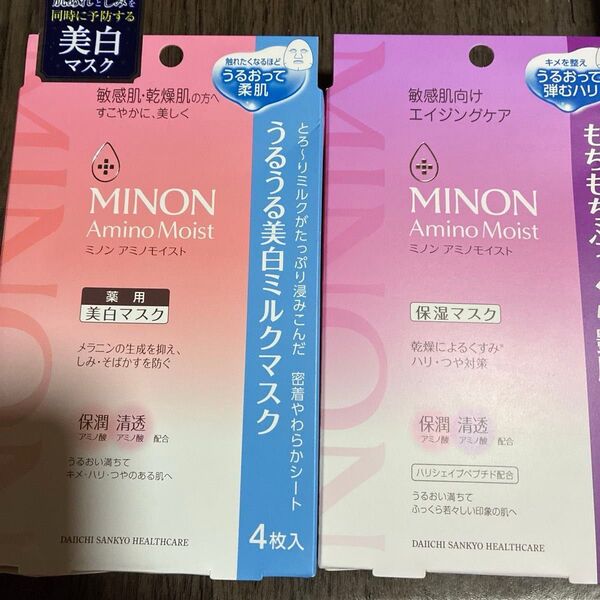 同時に予防する
美白
マスク
触れたくなるほど
うるおって
柔肌
敏感肌・乾燥肌の方へ
すこやかに、美しく
MINON
Amino Moist
ミノン アミノモイスト
薬用
美白マスク
メラニンの生成を抑え、
しみ・そばかすを防ぐ
保潤 清透
アミノ酸 アミノ酸 配合
うるおい満ちて
キメ・ハリ・つやのある肌へ
DAIICHI SANKYO HEALTHCARE
MINON
とろ~りミルクがたっぷり浸みこんだ 密着やわらかシート
うるうる美白ミルクマスク
4枚入
キメを整え
うるおって
弾むハリ
敏感肌向け
エイジングケア
MINON
Amino Moist
ミノン アミノモイスト
保湿マスク
乾燥によるくすみ※
ハリ・つや対策
保潤 清透
アミノ酸 アミノ酸 配合
ハリシェイプペプチド配合
うるおい満ちて
ふっくら若々しい印象の肌へ
DAIICHI SANKYO HEALTHCARE
MINON
もちもち